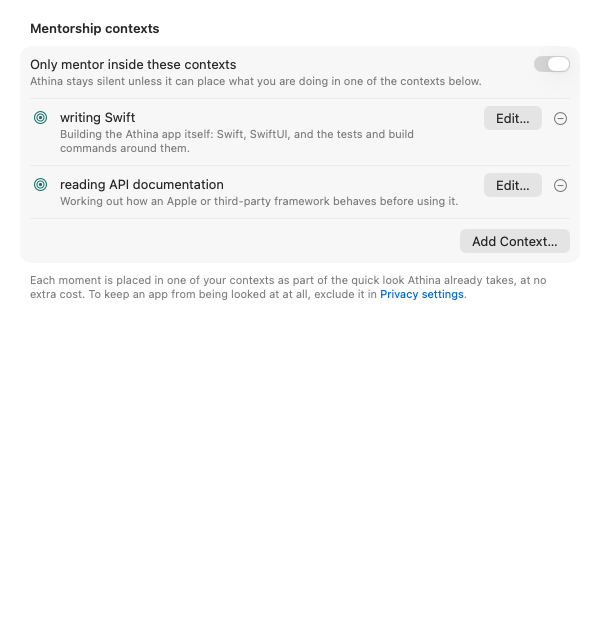 Mentorship contexts
Only mentor inside these contexts
Athina stays silent unless it can place what you are doing in one of the contexts below.
writing Swift
Edit...
Building the Athina app itself: Swift, SwiftUI, and the tests and build
commands around them.
reading API documentation
Edit...
Working out how an Apple or third-party framework behaves before using it.
Add Context...
Each moment is placed in one of your contexts as part of the quick look Athina already takes, at no
extra cost. To keep an app from being looked at at all, exclude it in Privacy settings.